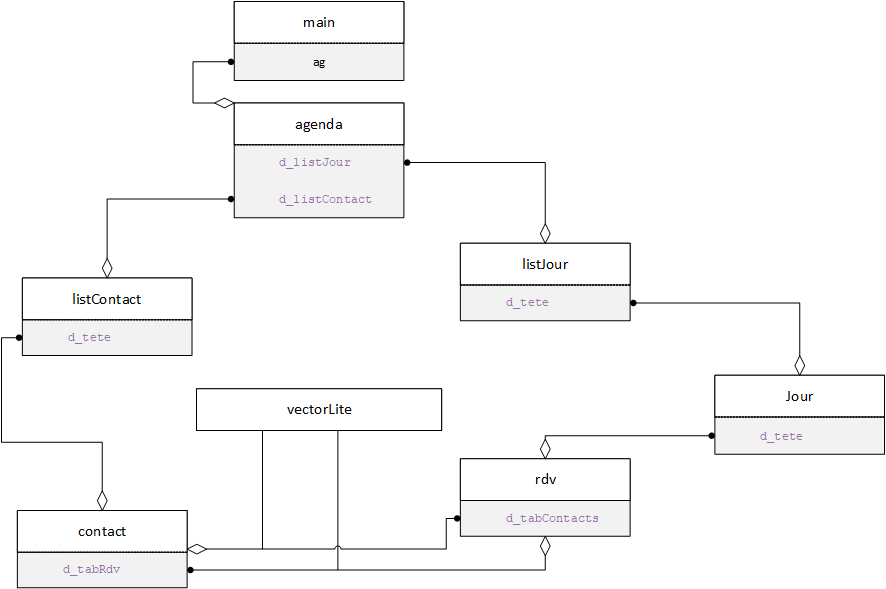 main
ag
agenda
d_listJour
d_listContact
listJour
d_tete
listContact
d_tete
Jour
d_tete
vectorLite
rdv
d_tabContacts
contact
d_tabRdv